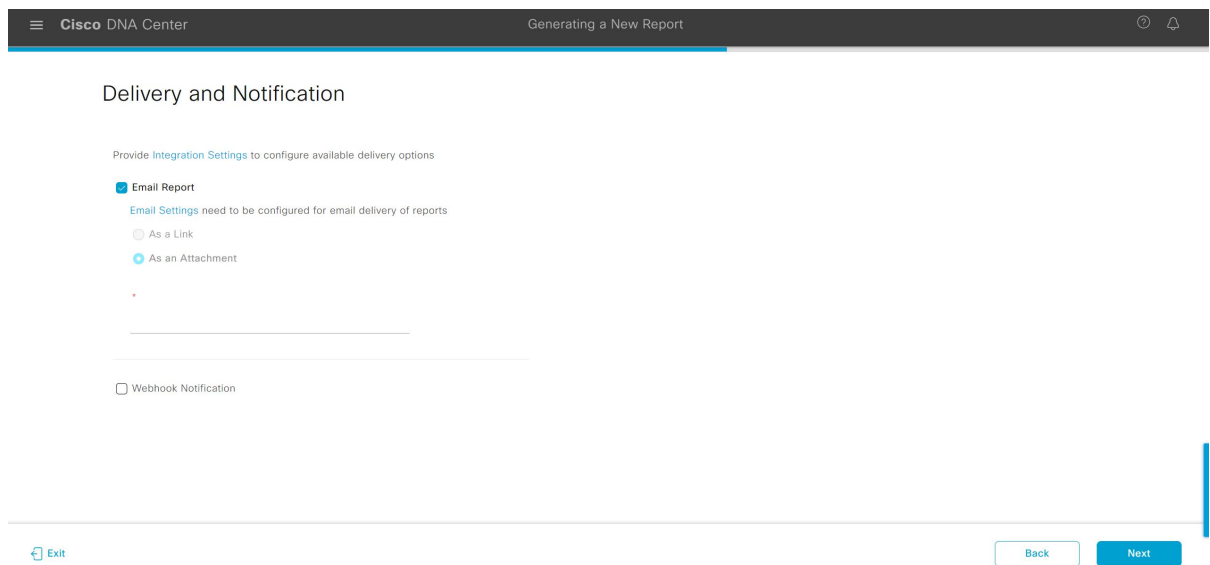 Cisco DNA Center
Generating a New Report
Delivery and Notification
Provide Integration Settings to configure available delivery options
Email Report
Email Settings need to be configured for email delivery of reports
As a Link
As an Attachment
*
Webhook Notification
Exit
Back
Next